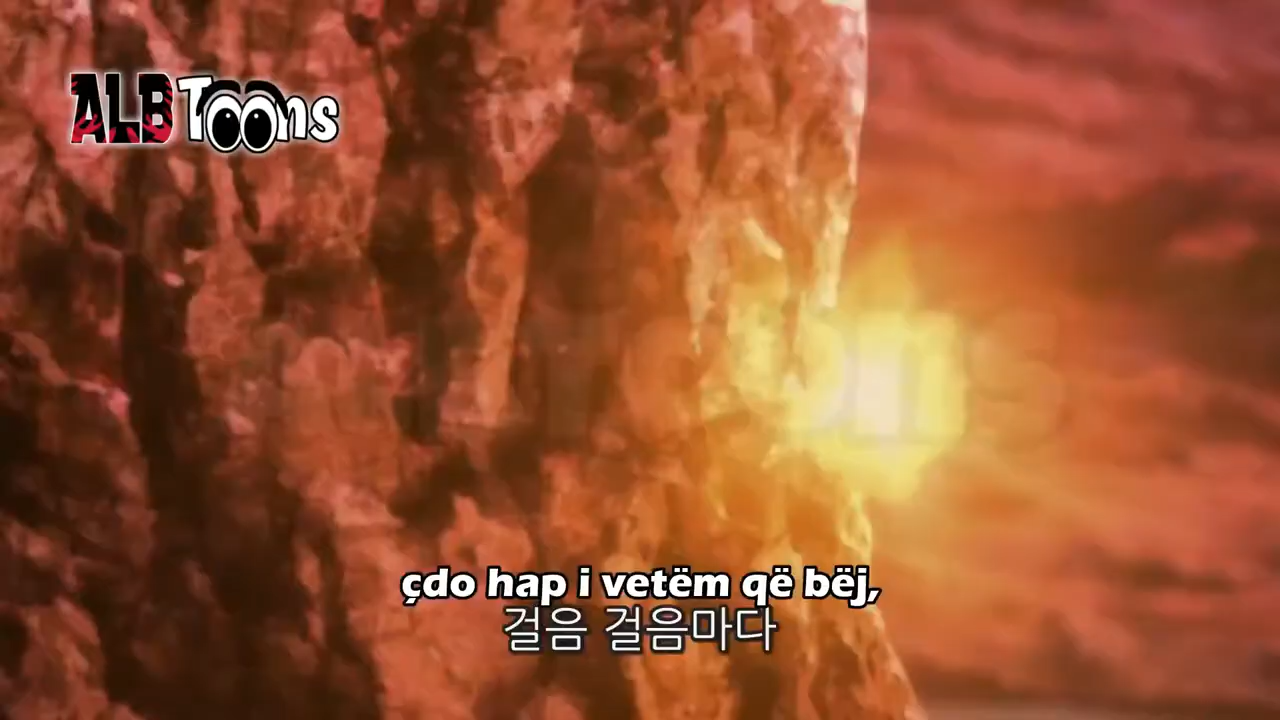 ALBToons
çdo hap i vetëm që bëj,
걸음 걸음마다